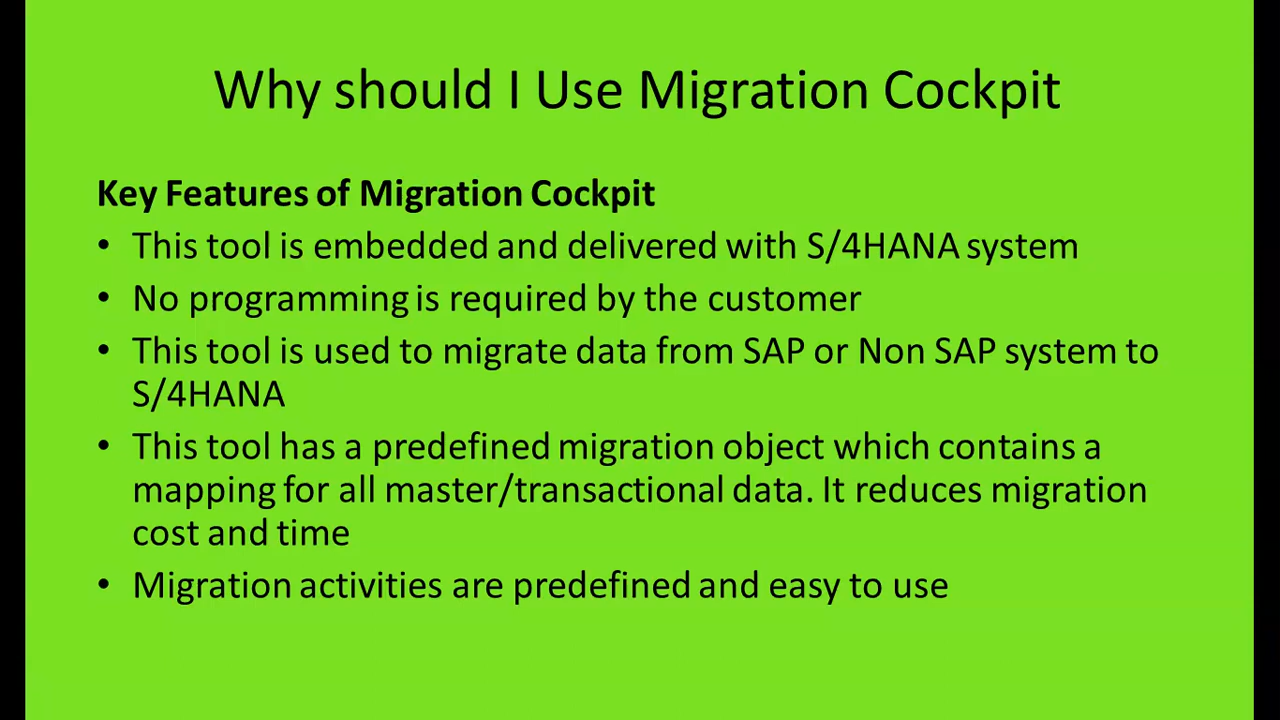 Why should I Use Migration Cockpit
Key Features of Migration Cockpit
• This tool is embedded and delivered with S/4HANA system
• No programming is required by the customer
• This tool is used to migrate data from SAP or Non SAP system to
S/4HANA
• This tool has a predefined migration object which contains a
mapping for all master/transactional data. It reduces migration
cost and time
• Migration activities are predefined and easy to use